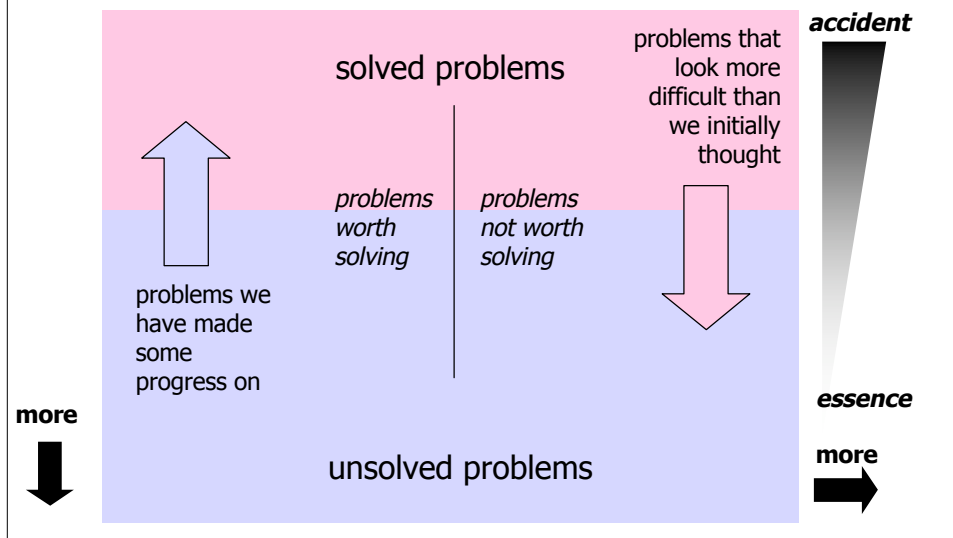 accident
solved problems
problems that
look more
difficult than
we initially
thought
problems
worth
solving
problems
not worth
solving
problems we
have made
some
progress on
essence
more
unsolved problems
more